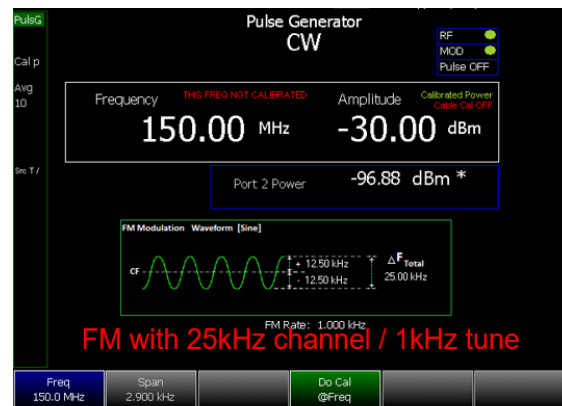 PulsG
Pulse Generator
CW
RF
MOD
Pulse OFF
Cal p
Avg
10
Frequency
THIS FREQ NOT CALIBRATED
Amplitude
Calibrated Power
Cable-Cal OFF
150.00 MHz
-30.00 dBm
Src T/
Port 2 Power
-96.88 dBm *
FM Modulation Waveform [Sine]
CF
+ 12.50 kHz
- 12.50 kHz
ΔF Total
25.00 kHz
FM Rate: 1.000 kHz
FM with 25kHz channel / 1kHz tune
Freq
150.0 MHz
Span
2.900 kHz
Do Cal
@Freq